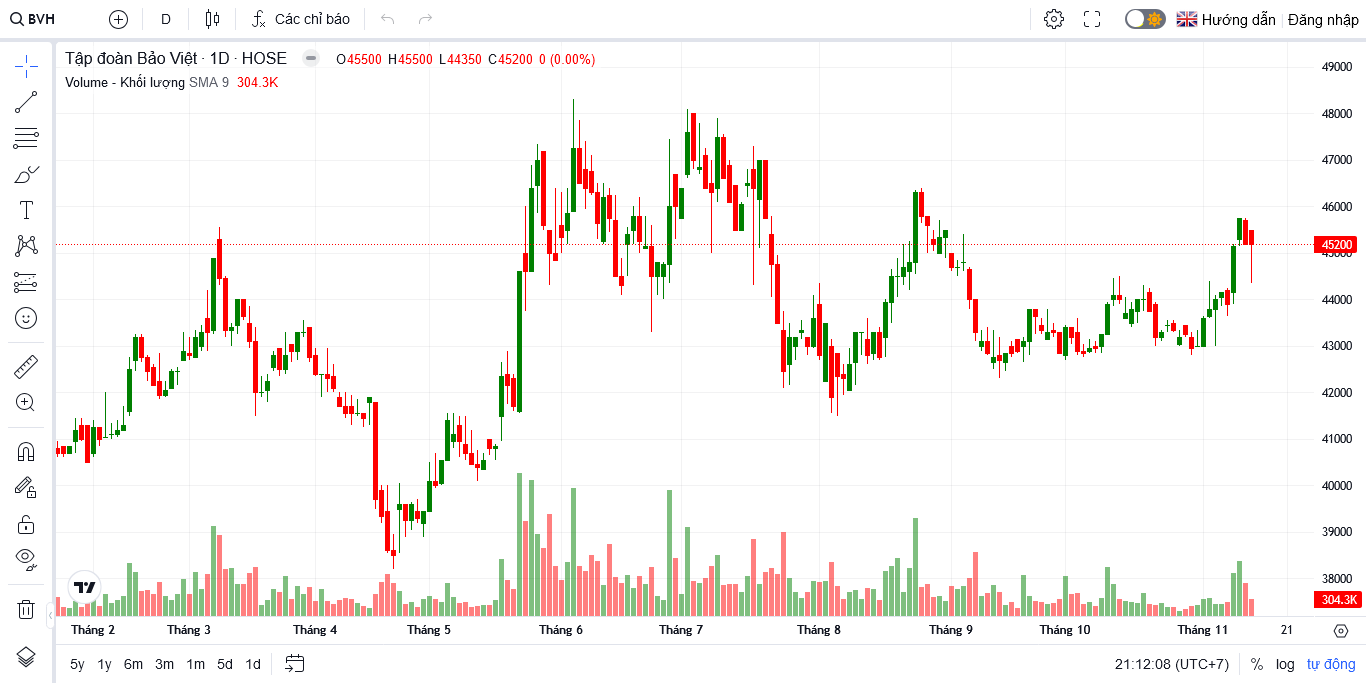 BVH D Các chỉ báo Hướng dẫn Đăng nhập
Tập đoàn Bảo Việt · 1D · HOSE O45500 H45500 L44350 C45200 0 (0.00%)
Volume - Khối lượng SMA 9 304.3K
49000
48000
47000
46000
45200
45000
44000
43000
42000
41000
40000
39000
38000
304.3K
Tháng 2 Tháng 3 Tháng 4 Tháng 5 Tháng 6 Tháng 7 Tháng 8 Tháng 9 Tháng 10 Tháng 11 21
5y 1y 6m 3m 1m 5d 1d 21:12:08 (UTC+7) % log tự động